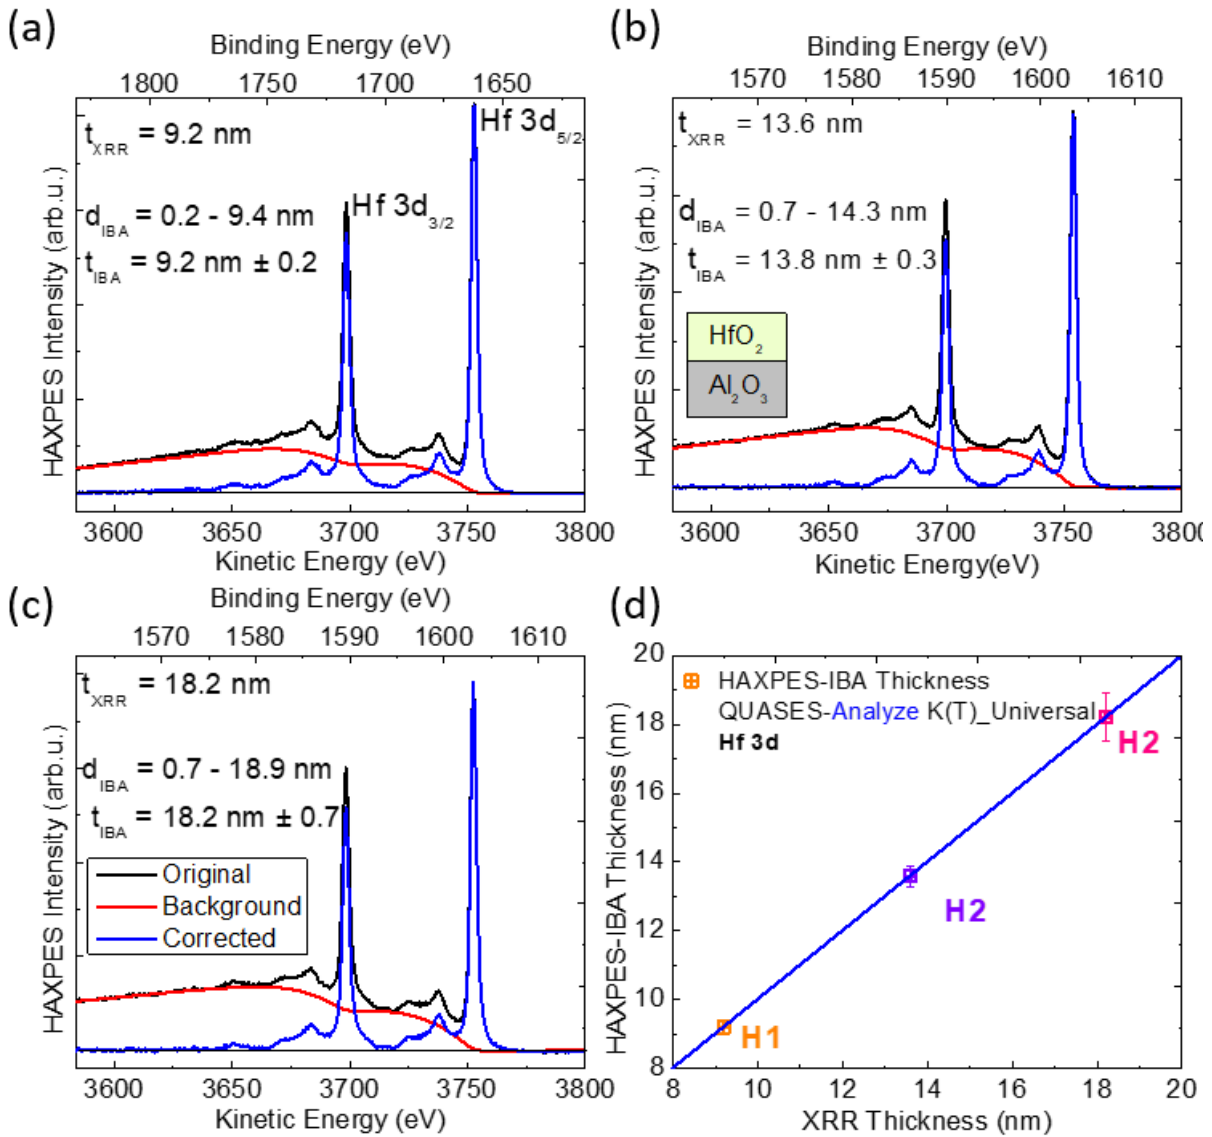 (a)
Binding Energy (eV)
1800 1750 1700 1650
t_XRR = 9.2 nm
Hf 3d_5/2
d_IBA = 0.2 - 9.4 nm
Hf 3d_3/2
t_IBA = 9.2 nm ± 0.2
HAXPES Intensity (arb.u.)
3600 3650 3700 3750 3800
Kinetic Energy (eV)
(b)
Binding Energy (eV)
1570 1580 1590 1600 1610
t_XRR = 13.6 nm
d_IBA = 0.7 - 14.3 nm
t_IBA = 13.8 nm ± 0.3
HfO_2
Al_2O_3
HAXPES Intensity (arb.u.)
3600 3650 3700 3750 3800
Kinetic Energy(eV)
(c)
Binding Energy (eV)
1570 1580 1590 1600 1610
t_XRR = 18.2 nm
d_IBA = 0.7 - 18.9 nm
t_IBA = 18.2 nm ± 0.7
Original
Background
Corrected
HAXPES Intensity (arb.u.)
3600 3650 3700 3750 3800
Kinetic Energy (eV)
(d)
20
18
16
14
12
10
8
HAXPES-IBA Thickness
QUASES-Analyze K(T)_Universal
Hf 3d
H2
H2
H1
HAXPES-IBA Thickness (nm)
8 10 12 14 16 18 20
XRR Thickness (nm)